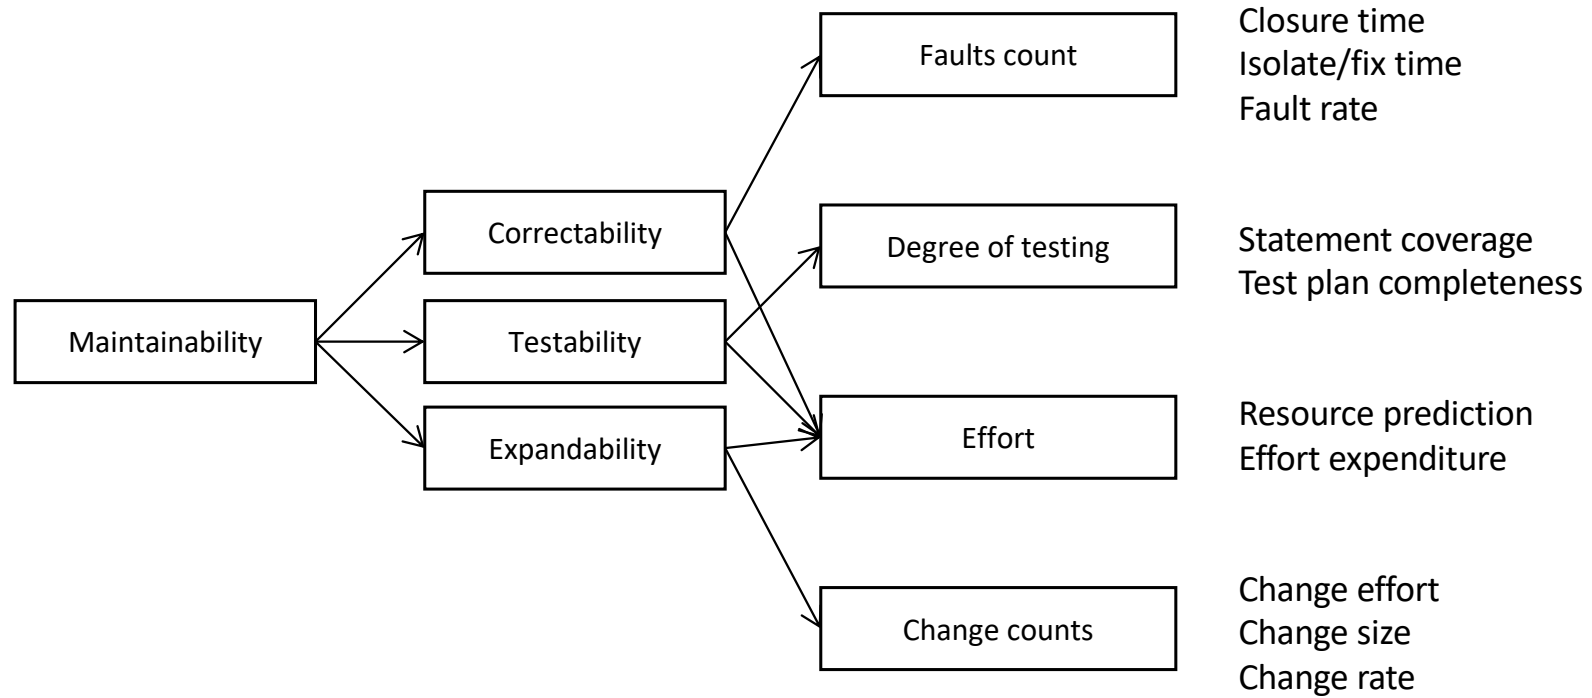 Maintainability
Correctability
Testability
Expandability
Faults count
Degree of testing
Effort
Change counts
Closure time
Isolate/fix time
Fault rate
Statement coverage
Test plan completeness
Resource prediction
Effort expenditure
Change effort
Change size
Change rate